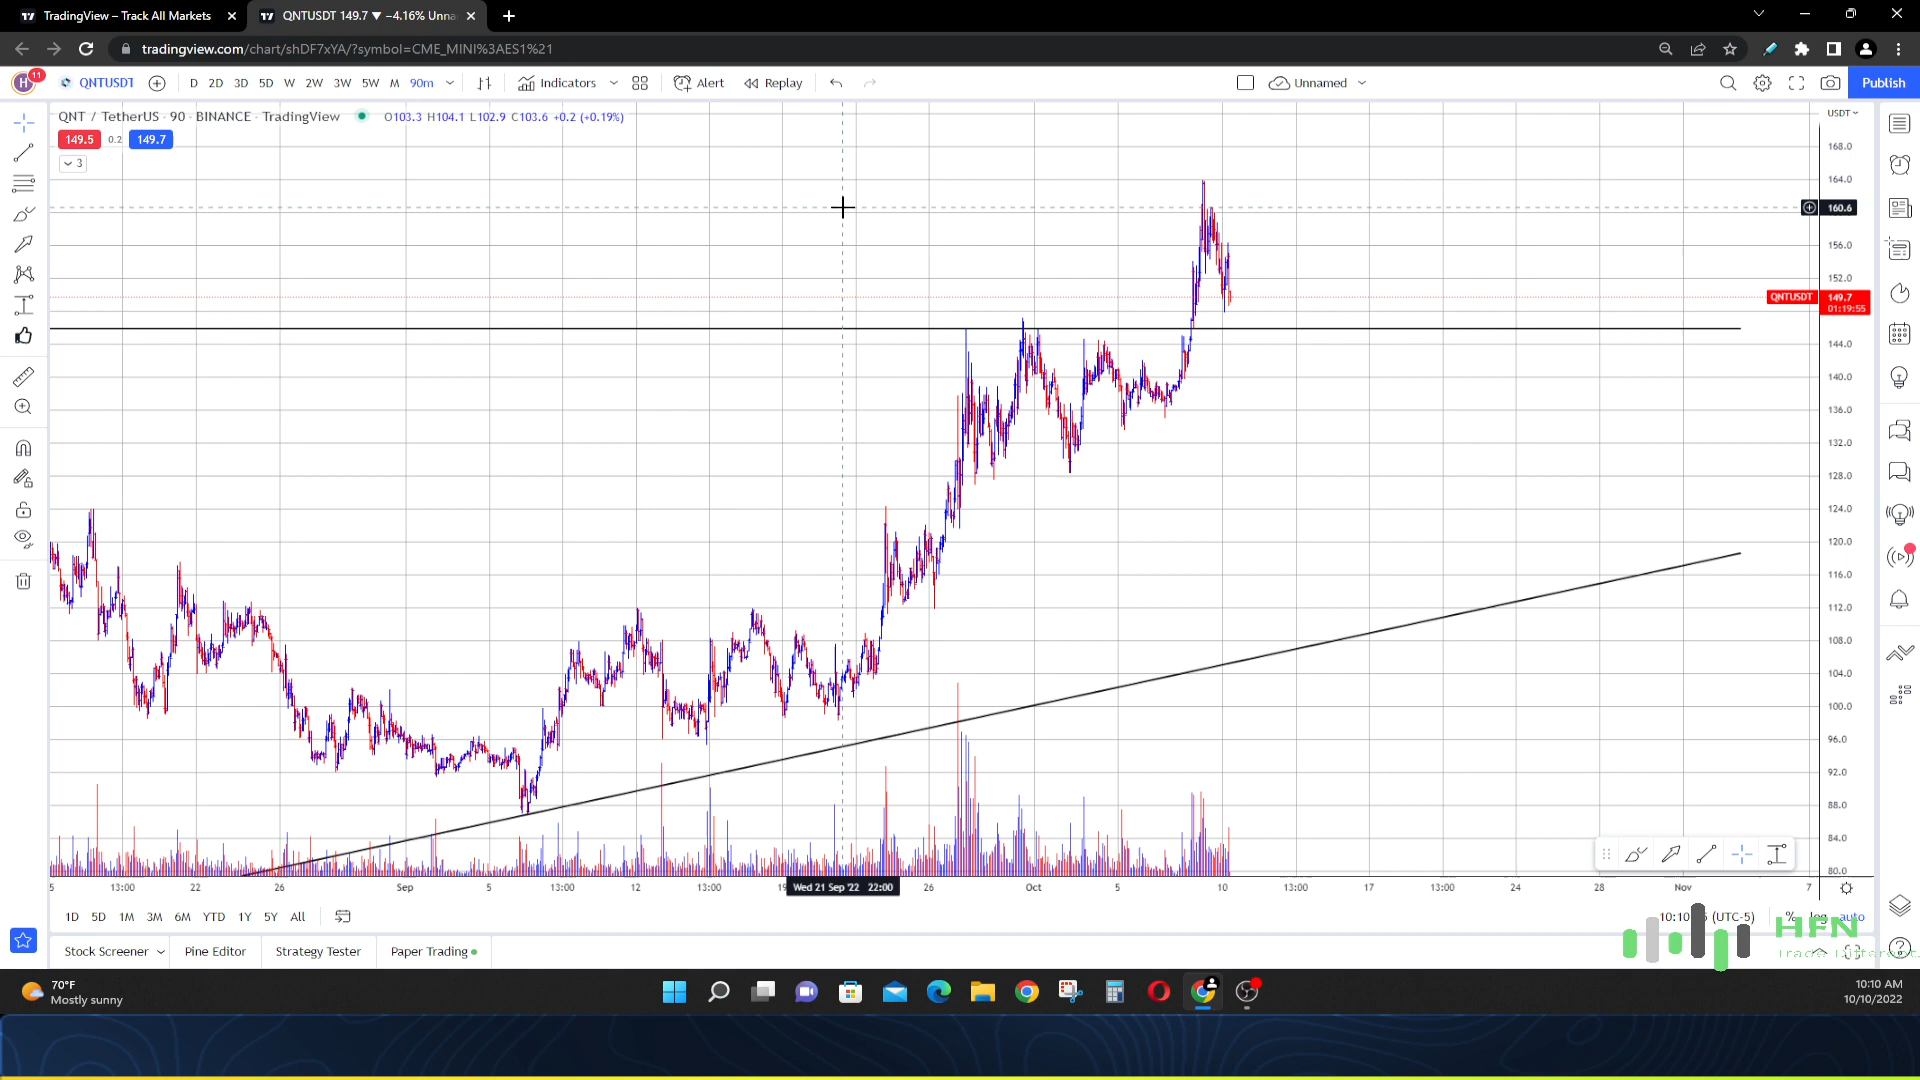 TradingView – Track All Markets
QNTUSDT 149.7 ▼ −4.16% Unna
tradingview.com/chart/shDF7xYA/?symbol=CME_MINI%3AES1%21
11
H
QNTUSDT
D 2D 3D 5D W 2W 3W 5W M 90m
Indicators
Alert
Replay
Unnamed
Publish
QNT / TetherUS · 90 · BINANCE · TradingView
O103.3 H104.1 L102.9 C103.6 +0.2 (+0.19%)
149.5 0.2 149.7
3
USDT
168.0
164.0
160.6
156.0
152.0
QNTUSDT 149.7
01:19:55
144.0
140.0
136.0
132.0
128.0
124.0
120.0
116.0
112.0
108.0
104.0
100.0
96.0
92.0
88.0
84.0
80.0
5 13:00 22 26 Sep 5 13:00 12 13:00 19 Wed 21 Sep '22 22:00 26 Oct 5 10 13:00 17 13:00 24 28 Nov 7
1D 5D 1M 3M 6M YTD 1Y 5Y All
(UTC-5) % log auto
HFN
Stock Screener
Pine Editor
Strategy Tester
Paper Trading
70°F
Mostly sunny
10:10 AM
10/10/2022